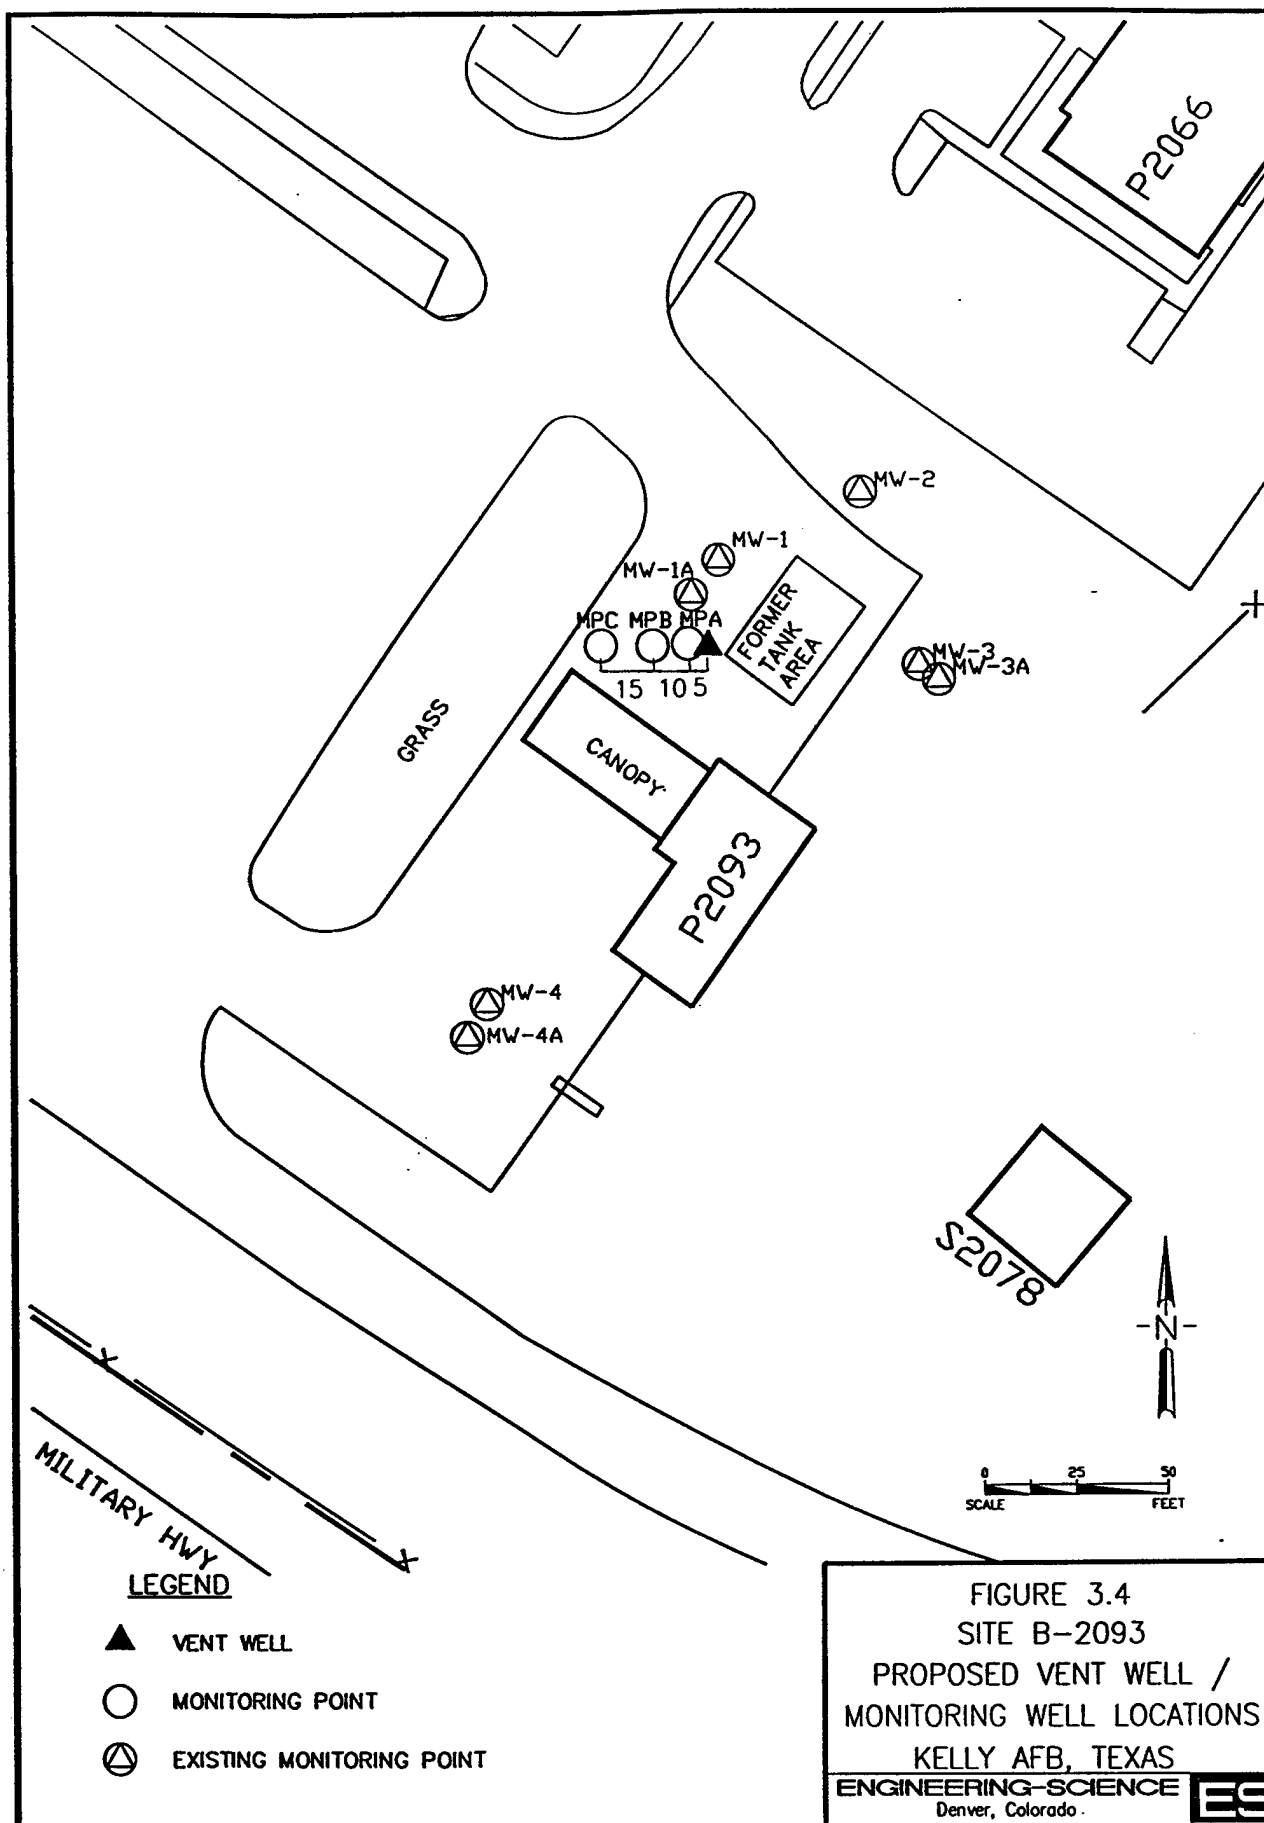 P2066
MW-2
MW-1
MW-1A
MPC MPB MPA
FORMER
TANK
AREA
MW-3
MW-3A
15 10 5
GRASS
CANOPY
P2093
MW-4
MW-4A
S2078
-N-
0 25 50
SCALE FEET
MILITARY HWY
X
X
LEGEND
VENT WELL
MONITORING POINT
EXISTING MONITORING POINT
FIGURE 3.4
SITE B-2093
PROPOSED VENT WELL /
MONITORING WELL LOCATIONS
KELLY AFB, TEXAS
ENGINEERING-SCIENCE
Denver, Colorado
ES